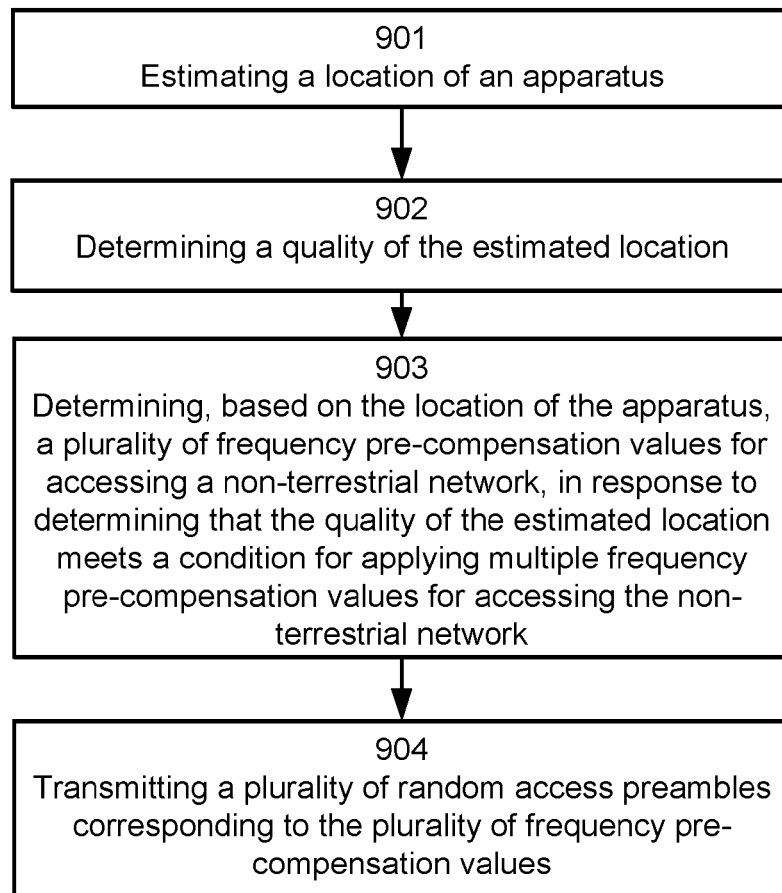 901
Estimating a location of an apparatus
902
Determining a quality of the estimated location
903
Determining, based on the location of the apparatus,
a plurality of frequency pre-compensation values for
accessing a non-terrestrial network, in response to
determining that the quality of the estimated location
meets a condition for applying multiple frequency
pre-compensation values for accessing the non-
terrestrial network
904
Transmitting a plurality of random access preambles
corresponding to the plurality of frequency pre-
compensation values